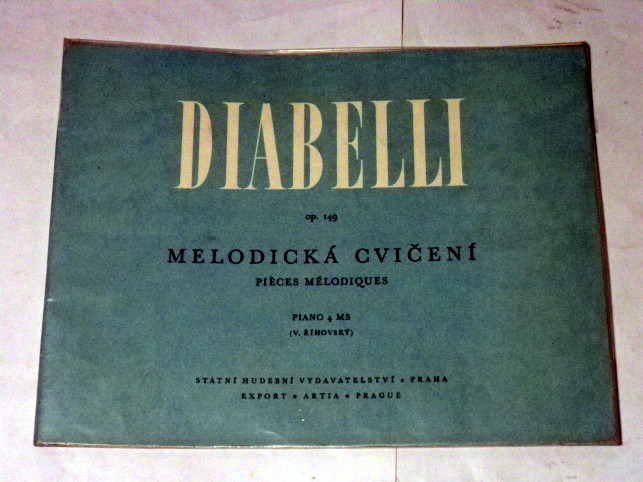 DIABELLI
op. 149
MELODICKÁ CVIČENÍ
PIÈCES MÉLODIQUES
PIANO 4 MS
(V. ŘÍHOVSKÝ)
STÁTNÍ HUDEBNÍ VYDAVATELSTVÍ • PRAHA
EXPORT • ARTIA • PRAGUE